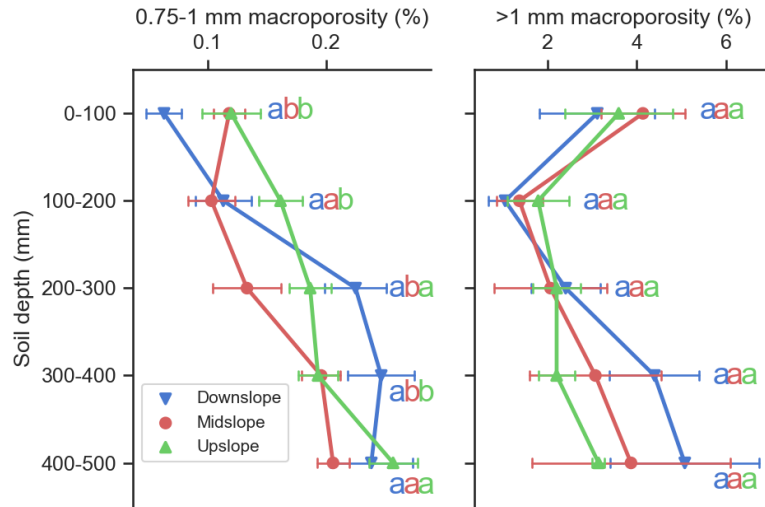 0.75-1 mm macroporosity (%)
>1 mm macroporosity (%)
0.1 0.2
2 4 6
Soil depth (mm)
0-100
abb
aaa
100-200
aab
aaa
200-300
aba
aaa
300-400
abb
aaa
400-500
aaa
aaa
Downslope
Midslope
Upslope